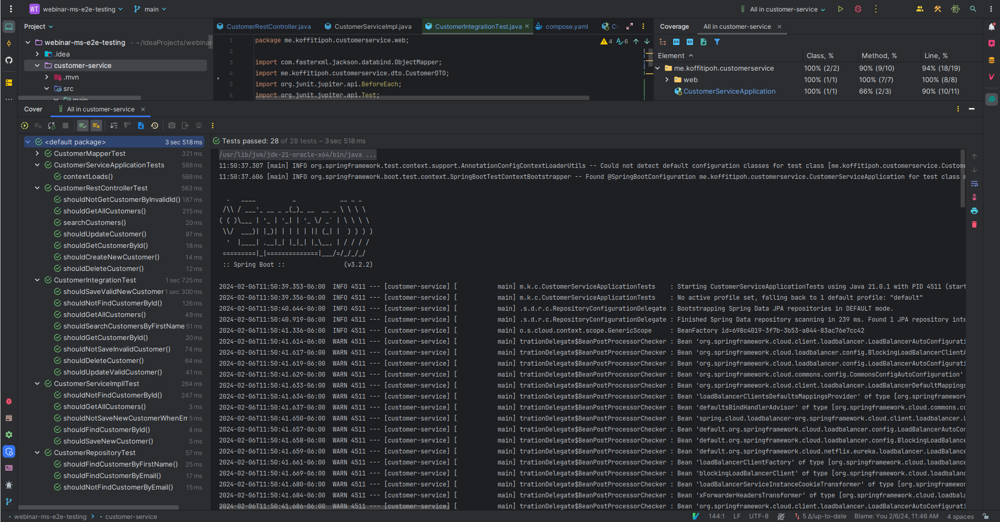 WT webinar-ms-e2e-testing main All in customer-service
Project
webinar-ms-e2e-testing - ~/IdeaProjects/webinar
.idea
customer-service
.mvn
src
main
CustomerRestController.java CustomerServiceImpl.java CustomerIntegrationTest.java compose.yaml
4 6
1 package me.koffitipoh.customerservice.web;
2
3 import com.fasterxml.jackson.databind.ObjectMapper;
4 import me.koffitipoh.customerservice.dto.CustomerDTO;
5 import org.junit.jupiter.api.BeforeEach;
6 import org.junit.jupiter.api.Test;
Coverage All in customer-service
Element Class, % Method, % Line, %
me.koffitipoh.customerservice 100% (2/2) 90% (9/10) 94% (18/19)
web 100% (1/1) 100% (7/7) 100% (8/8)
CustomerServiceApplication 100% (1/1) 66% (2/3) 90% (10/11)
Cover All in customer-service
<default package> 3 sec 518 ms
CustomerMapperTest 321 ms
CustomerServiceApplicationTests 588 ms
contextLoads() 588 ms
CustomerRestControllerTest 563 ms
shouldNotGetCustomerByInvalidId() 187 ms
shouldGetAllCustomers() 215 ms
searchCustomers() 20 ms
shouldUpdateCustomer() 97 ms
shouldGetCustomerById() 18 ms
shouldCreateNewCustomer() 14 ms
shouldDeleteCustomer() 12 ms
CustomerIntegrationTest 1 sec 725 ms
shouldSaveValidNewCustomer 1 sec 300 ms
shouldNotFindCustomerById() 126 ms
shouldGetAllCustomers() 49 ms
shouldSearchCustomersByFirstName 51 ms
shouldGetCustomerById() 20 ms
shouldNotSaveInvalidCustomer() 74 ms
shouldDeleteCustomer() 64 ms
shouldUpdateValidCustomer() 41 ms
CustomerServiceImplITest 264 ms
shouldNotFindCustomerById() 247 ms
shouldGetAllCustomers() 3 ms
shouldNotSaveNewCustomerWhenEm 5 ms
shouldFindCustomerById() 4 ms
shouldSaveNewCustomer() 5 ms
CustomerRepositoryTest 57 ms
shouldFindCustomerByFirstName() 25 ms
shouldFindCustomerByEmail() 17 ms
shouldNotFindCustomerByEmail() 15 ms
Tests passed: 28 of 28 tests – 3 sec 518 ms
/usr/lib/jvm/jdk-21-oracle-x64/bin/java ...
11:50:37.307 [main] INFO org.springframework.test.context.support.AnnotationConfigContextLoaderUtils -- Could not detect default configuration classes for test class [me.koffitipoh.customerservice.Custome
11:50:37.606 [main] INFO org.springframework.boot.test.context.SpringBootTestContextBootstrapper -- Found @SpringBootConfiguration me.koffitipoh.customerservice.CustomerServiceApplication for test class m
:: Spring Boot :: (v3.2.2)
2024-02-06T11:50:39.353-06:00 INFO 4511 --- [customer-service] [ main] m.k.c.CustomerServiceApplicationTests : Starting CustomerServiceApplicationTests using Java 21.0.1 with PID 4511 (start
2024-02-06T11:50:39.356-06:00 INFO 4511 --- [customer-service] [ main] m.k.c.CustomerServiceApplicationTests : No active profile set, falling back to 1 default profile: "default"
2024-02-06T11:50:40.644-06:00 INFO 4511 --- [customer-service] [ main] .s.d.r.c.RepositoryConfigurationDelegate : Bootstrapping Spring Data JPA repositories in DEFAULT mode.
2024-02-06T11:50:40.919-06:00 INFO 4511 --- [customer-service] [ main] .s.d.r.c.RepositoryConfigurationDelegate : Finished Spring Data repository scanning in 239 ms. Found 1 JPA repository inte
2024-02-06T11:50:41.336-06:00 INFO 4511 --- [customer-service] [ main] o.s.cloud.context.scope.GenericScope : BeanFactory id=698c4019-3f7b-3b53-a844-83ac76e7cc42
2024-02-06T11:50:41.614-06:00 WARN 4511 --- [customer-service] [ main] trationDelegate$BeanPostProcessorChecker : Bean 'org.springframework.cloud.client.loadbalancer.LoadBalancerAutoConfigurati
2024-02-06T11:50:41.617-06:00 WARN 4511 --- [customer-service] [ main] trationDelegate$BeanPostProcessorChecker : Bean 'org.springframework.cloud.loadbalancer.config.BlockingLoadBalancerClientA
2024-02-06T11:50:41.619-06:00 WARN 4511 --- [customer-service] [ main] trationDelegate$BeanPostProcessorChecker : Bean 'org.springframework.cloud.loadbalancer.config.LoadBalancerAutoConfigurati
2024-02-06T11:50:41.629-06:00 WARN 4511 --- [customer-service] [ main] trationDelegate$BeanPostProcessorChecker : Bean 'org.springframework.cloud.commons.config.CommonsConfigAutoConfiguration'
2024-02-06T11:50:41.633-06:00 WARN 4511 --- [customer-service] [ main] trationDelegate$BeanPostProcessorChecker : Bean 'org.springframework.cloud.client.loadbalancer.LoadBalancerDefaultMappings
2024-02-06T11:50:41.634-06:00 WARN 4511 --- [customer-service] [ main] trationDelegate$BeanPostProcessorChecker : Bean 'loadBalancerClientsDefaultsMappingsProvider' of type [org.springframework
2024-02-06T11:50:41.637-06:00 WARN 4511 --- [customer-service] [ main] trationDelegate$BeanPostProcessorChecker : Bean 'defaultsBindHandlerAdvisor' of type [org.springframework.cloud.commons.co
2024-02-06T11:50:41.650-06:00 WARN 4511 --- [customer-service] [ main] trationDelegate$BeanPostProcessorChecker : Bean 'spring.cloud.loadbalancer-org.springframework.cloud.client.loadbalancer.L
2024-02-06T11:50:41.657-06:00 WARN 4511 --- [customer-service] [ main] trationDelegate$BeanPostProcessorChecker : Bean 'default.org.springframework.cloud.loadbalancer.config.LoadBalancerAutoCon
2024-02-06T11:50:41.658-06:00 WARN 4511 --- [customer-service] [ main] trationDelegate$BeanPostProcessorChecker : Bean 'default.org.springframework.cloud.loadbalancer.config.BlockingLoadBalance
2024-02-06T11:50:41.659-06:00 WARN 4511 --- [customer-service] [ main] trationDelegate$BeanPostProcessorChecker : Bean 'default.org.springframework.cloud.netflix.eureka.loadbalancer.LoadBalance
2024-02-06T11:50:41.661-06:00 WARN 4511 --- [customer-service] [ main] trationDelegate$BeanPostProcessorChecker : Bean 'loadBalancerClientFactory' of type [org.springframework.cloud.loadbalance
2024-02-06T11:50:41.669-06:00 WARN 4511 --- [customer-service] [ main] trationDelegate$BeanPostProcessorChecker : Bean 'blockingLoadBalancerClient' of type [org.springframework.cloud.loadbalanc
2024-02-06T11:50:41.680-06:00 WARN 4511 --- [customer-service] [ main] trationDelegate$BeanPostProcessorChecker : Bean 'loadBalancerServiceInstanceCookieTransformer' of type [org.springframewor
2024-02-06T11:50:41.684-06:00 WARN 4511 --- [customer-service] [ main] trationDelegate$BeanPostProcessorChecker : Bean 'xForwarderHeadersTransformer' of type [org.springframework.cloud.loadbala
2024-02-06T11:50:41.686-06:00 WARN 4511 --- [customer-service] [ main] trationDelegate$BeanPostProcessorChecker : Bean 'org.springframework.cloud.client.loadbalancer.LoadBalancerAutoConfigurati
webinar-ms-e2e-testing > customer-service 144:1 LF UTF-8 5 Δ/up-to-date Blame: You 2/6/24, 11:46 AM 4 spaces